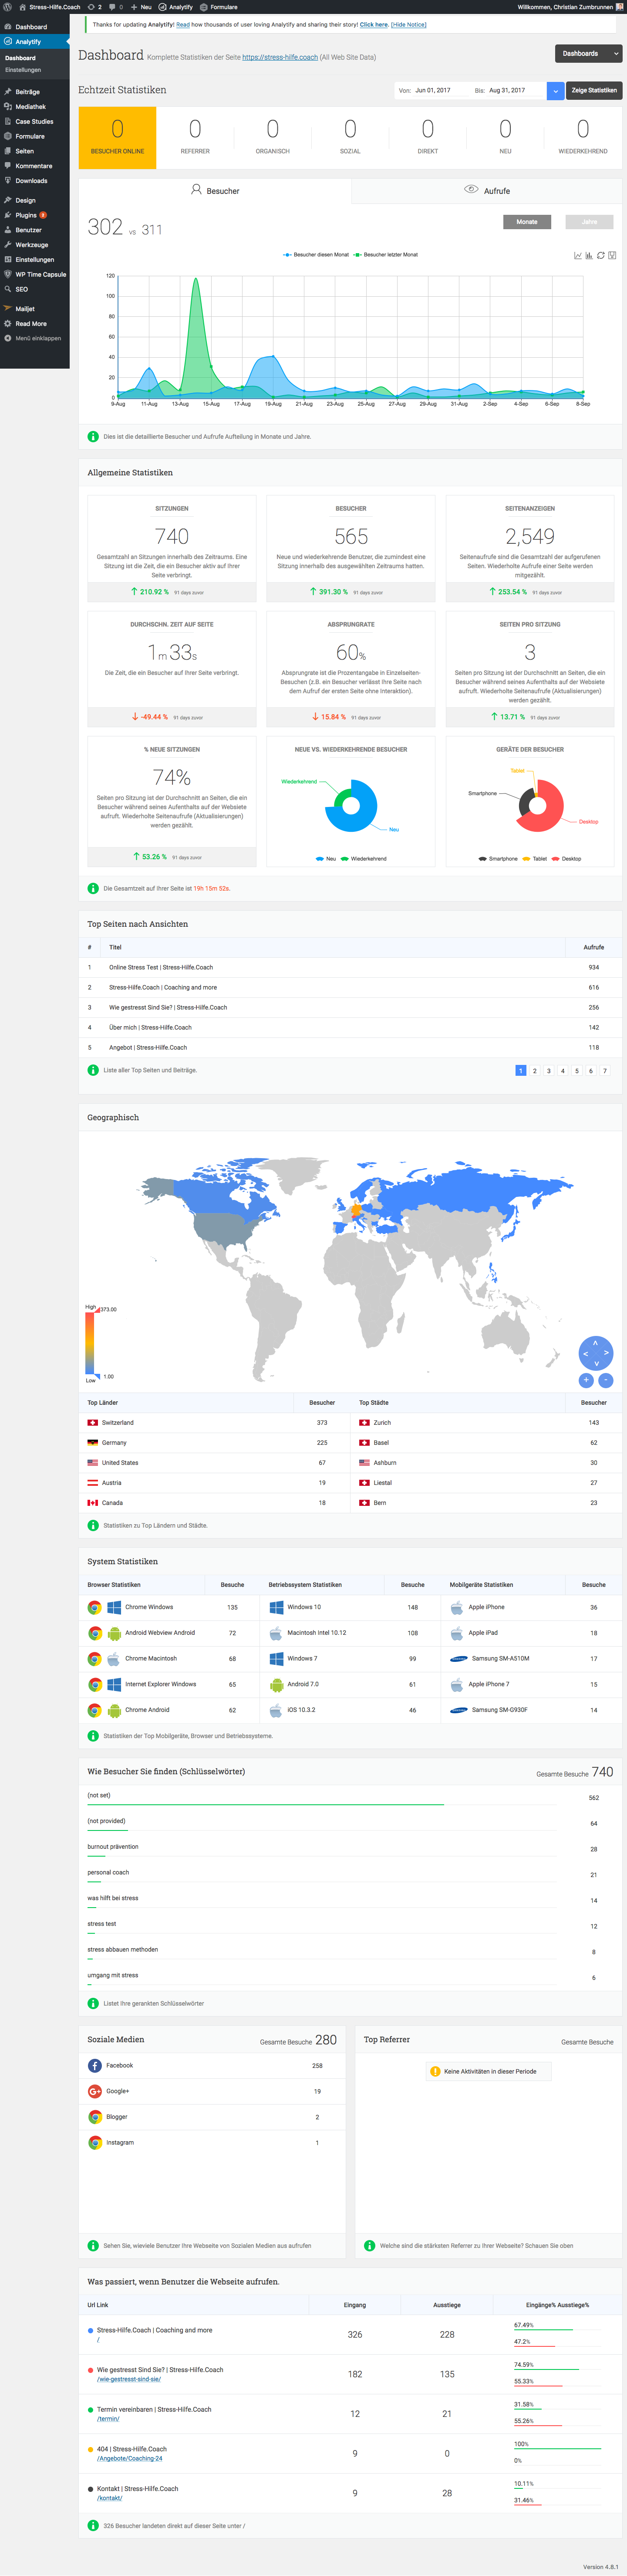 Stress-Hilfe.Coach 2 0 Neu Analytify Formulare Willkommen, Christian Zumbrunnen
Dashboard
Analytify
Dashboard
Einstellungen
Beiträge
Mediathek
Case Studies
Formulare
Seiten
Kommentare
Downloads
Design
Plugins 8
Benutzer
Werkzeuge
Einstellungen
WP Time Capsule
SEO
Mailjet
Read More
Menü einklappen
Thanks for updating Analytify! Read how thousands of user loving Analytify and sharing their story! Click here. [Hide Notice]
Dashboard Komplette Statistiken der Seite https://stress-hilfe.coach (All Web Site Data)
Dashboards
Echtzeit Statistiken
Von: Jun 01, 2017 Bis: Aug 31, 2017 Zeige Statistiken
0 0 0 0 0 0 0
BESUCHER ONLINE REFERRER ORGANISCH SOZIAL DIREKT NEU WIEDERKEHREND
Besucher Aufrufe
302 vs 311
Monate Jahre
Besucher diesen Monat Besucher letzter Monat
120
100
80
60
40
20
0
9-Aug 11-Aug 13-Aug 15-Aug 17-Aug 19-Aug 21-Aug 23-Aug 25-Aug 27-Aug 29-Aug 31-Aug 2-Sep 4-Sep 6-Sep 8-Sep
Dies ist die detaillierte Besucher und Aufrufe Aufteilung in Monate und Jahre.
Allgemeine Statistiken
SITZUNGEN
740
Gesamtzahl an Sitzungen innerhalb des Zeitraums. Eine
Sitzung ist die Zeit, die ein Besucher aktiv auf Ihrer
Seite verbringt.
210.92 % 91 days zuvor
BESUCHER
565
Neue und wiederkehrende Benutzer, die zumindest eine
Sitzung innerhalb des ausgewählten Zeitraums hatten.
391.30 % 91 days zuvor
SEITENANZEIGEN
2,549
Seitenaufrufe sind die Gesamtzahl der aufgerufenen
Seiten. Wiederholte Aufrufe einer Seite werden
mitgezählt.
253.54 % 91 days zuvor
DURCHSCHN. ZEIT AUF SEITE
1m 33s
Die Zeit, die ein Besucher auf Ihrer Seite verbringt.
-49.44 % 91 days zuvor
ABSPRUNGRATE
60%
Absprungrate ist die Prozentangabe in Einzelseiten-
Besuchen (z.B. ein Besucher verlässt Ihre Seite nach
dem Aufruf der ersten Seite ohne Interaktion).
15.84 % 91 days zuvor
SEITEN PRO SITZUNG
3
Seiten pro Sitzung ist der Durchschnitt an Seiten, die ein
Besucher während seines Aufenthalts auf der Websiete
aufruft. Wiederholte Seitenaufrufe (Aktualisierungen)
werden gezählt.
13.71 % 91 days zuvor
% NEUE SITZUNGEN
74%
Seiten pro Sitzung ist der Durchschnitt an Seiten, die ein
Besucher während seines Aufenthalts auf der Websiete
aufruft. Wiederholte Seitenaufrufe (Aktualisierungen)
werden gezählt.
53.26 % 91 days zuvor
NEUE VS. WIEDERKEHRENDE BESUCHER
Wiederkehrend
Neu
Neu Wiederkehrend
GERÄTE DER BESUCHER
Tablet
Smartphone
Desktop
Smartphone Tablet Desktop
Die Gesamtzeit auf Ihrer Seite ist 19h 15m 52s.
Top Seiten nach Ansichten
# Titel Aufrufe
1 Online Stress Test | Stress-Hilfe.Coach 934
2 Stress-Hilfe.Coach | Coaching and more 616
3 Wie gestresst Sind Sie? | Stress-Hilfe.Coach 256
4 Über mich | Stress-Hilfe.Coach 142
5 Angebot | Stress-Hilfe.Coach 118
Liste aller Top Seiten und Beiträge.
1 2 3 4 5 6 7
Geographisch
High 373.00
Low 1.00
Top Länder Besucher Top Städte Besucher
Switzerland 373 Zurich 143
Germany 225 Basel 62
United States 67 Ashburn 30
Austria 19 Liestal 27
Canada 18 Bern 23
Statistiken zu Top Ländern und Städte.
System Statistiken
Browser Statistiken Besuche Betriebssystem Statistiken Besuche Mobilgeräte Statistiken Besuche
Chrome Windows 135 Windows 10 148 Apple iPhone 36
Android Webview Android 72 Macintosh Intel 10.12 108 Apple iPad 18
Chrome Macintosh 68 Windows 7 99 Samsung SM-A510M 17
Internet Explorer Windows 65 Android 7.0 61 Apple iPhone 7 15
Chrome Android 62 iOS 10.3.2 46 Samsung SM-G930F 14
Statistiken der Top Mobilgeräte, Browser und Betriebssysteme.
Wie Besucher Sie finden (Schlüsselwörter) Gesamte Besuche 740
(not set) 562
(not provided) 64
burnout prävention 28
personal coach 21
was hilft bei stress 14
stress test 12
stress abbauen methoden 8
umgang mit stress 6
Listet Ihre gerankten Schlüsselwörter
Soziale Medien Gesamte Besuche 280
Facebook 258
Google+ 19
Blogger 2
Instagram 1
Sehen Sie, wieviele Benutzer Ihre Webseite von Sozialen Medien aus aufrufen
Top Referrer Gesamte Besuche
Keine Aktivitäten in dieser Periode
Welche sind die stärksten Referrer zu Ihrer Webseite? Schauen Sie oben
Was passiert, wenn Benutzer die Webseite aufrufen.
Url Link Eingang Ausstiege Eingänge% Ausstiege%
Stress-Hilfe.Coach | Coaching and more 326 228 67.49%
/ 47.2%
Wie gestresst Sind Sie? | Stress-Hilfe.Coach 182 135 74.59%
/wie-gestresst-sind-sie/ 55.33%
Termin vereinbaren | Stress-Hilfe.Coach 12 21 31.58%
/termin/ 55.26%
404 | Stress-Hilfe.Coach 9 0 100%
/Angebote/Coaching-24 0%
Kontakt | Stress-Hilfe.Coach 9 28 10.11%
/kontakt/ 31.46%
326 Besucher landeten direkt auf dieser Seite unter /
Version 4.8.1